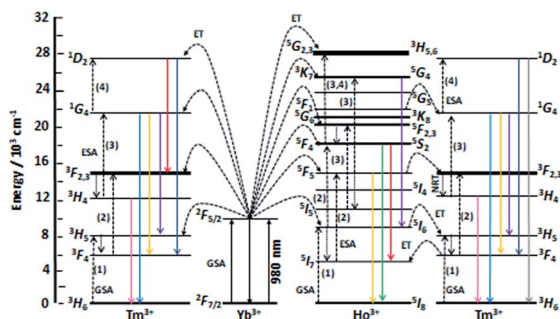 Energy / 10³ cm⁻¹
32
28
24
20
16
12
8
4
0
¹D₂
¹G₄
³F₂,₃
³H₄
³H₅
³F₄
³H₆
(4)
(3)
ESA
(2)
(1)
GSA
Tm³⁺
ET
²F₅/₂
²F₇/₂
GSA
980 nm
Yb³⁺
ET
⁵G₂,₃
³K₇
⁵F₁
⁵G₆
⁵F₄
⁵F₅
⁵I₅
⁵I₇
³H₅,₆
⁵G₄
⁵G₅
³K₈
⁵F₂,₃
⁵S₂
⁵I₄
⁵I₆
⁵I₈
(3,4)
(3)
(3)
(2)
(2)
ESA
(1)
GSA
Ho³⁺
ET
ET
¹D₂
¹G₄
³F₂,₃
³H₄
³H₅
³F₄
³H₆
(4)
ESA
(3)
NRT
(2)
(1)
GSA
Tm³⁺